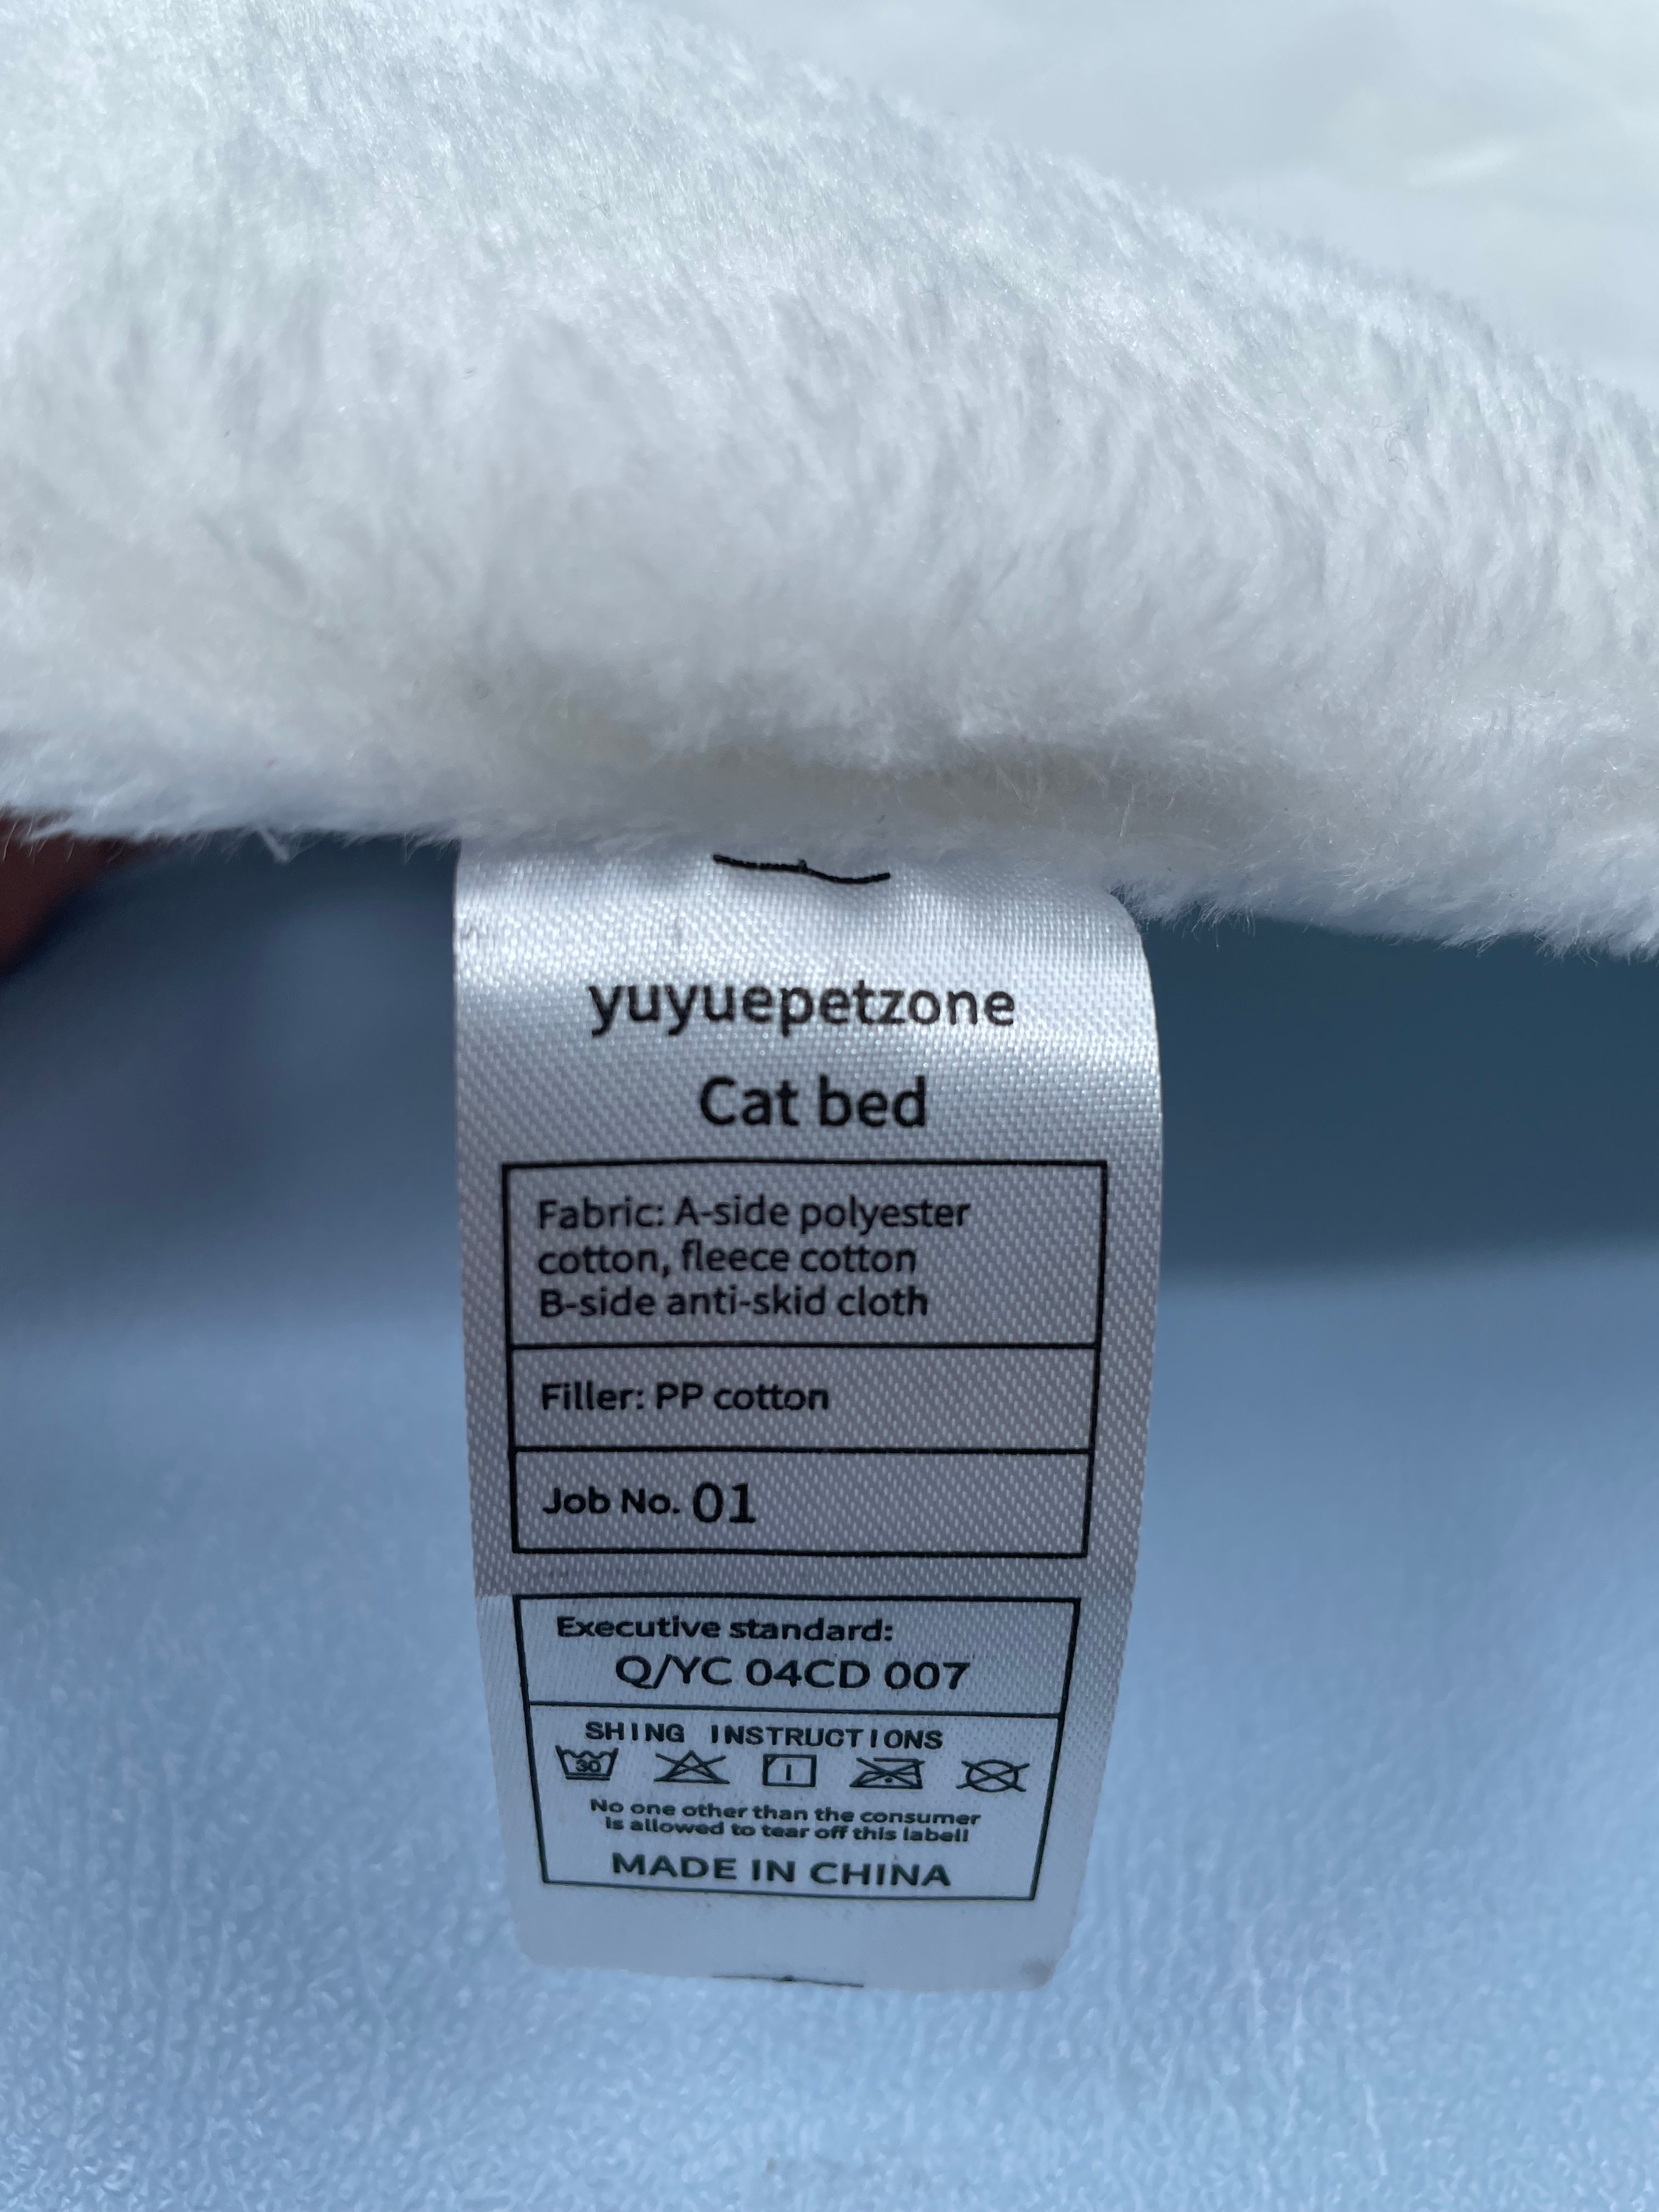 yuyuepetzone
Cat bed
Fabric: A-side polyester
cotton, fleece cotton
B-side anti-skid cloth
Filler: PP cotton
Job No. 01
Executive standard:
Q/YC 04CD 007
SHING INSTRUCTIONS
30
No one other than the consumer
is allowed to tear off this labell
MADE IN CHINA